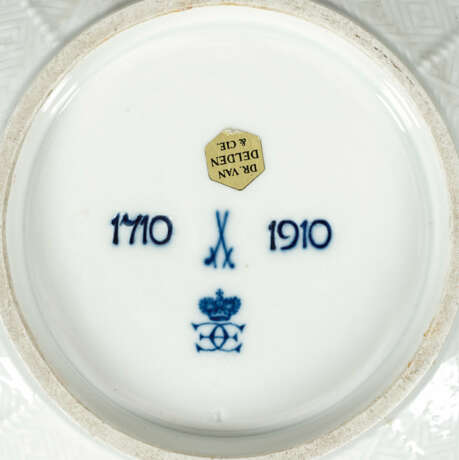 DR. VAN
DELDEN
& CIE.
1710 1910